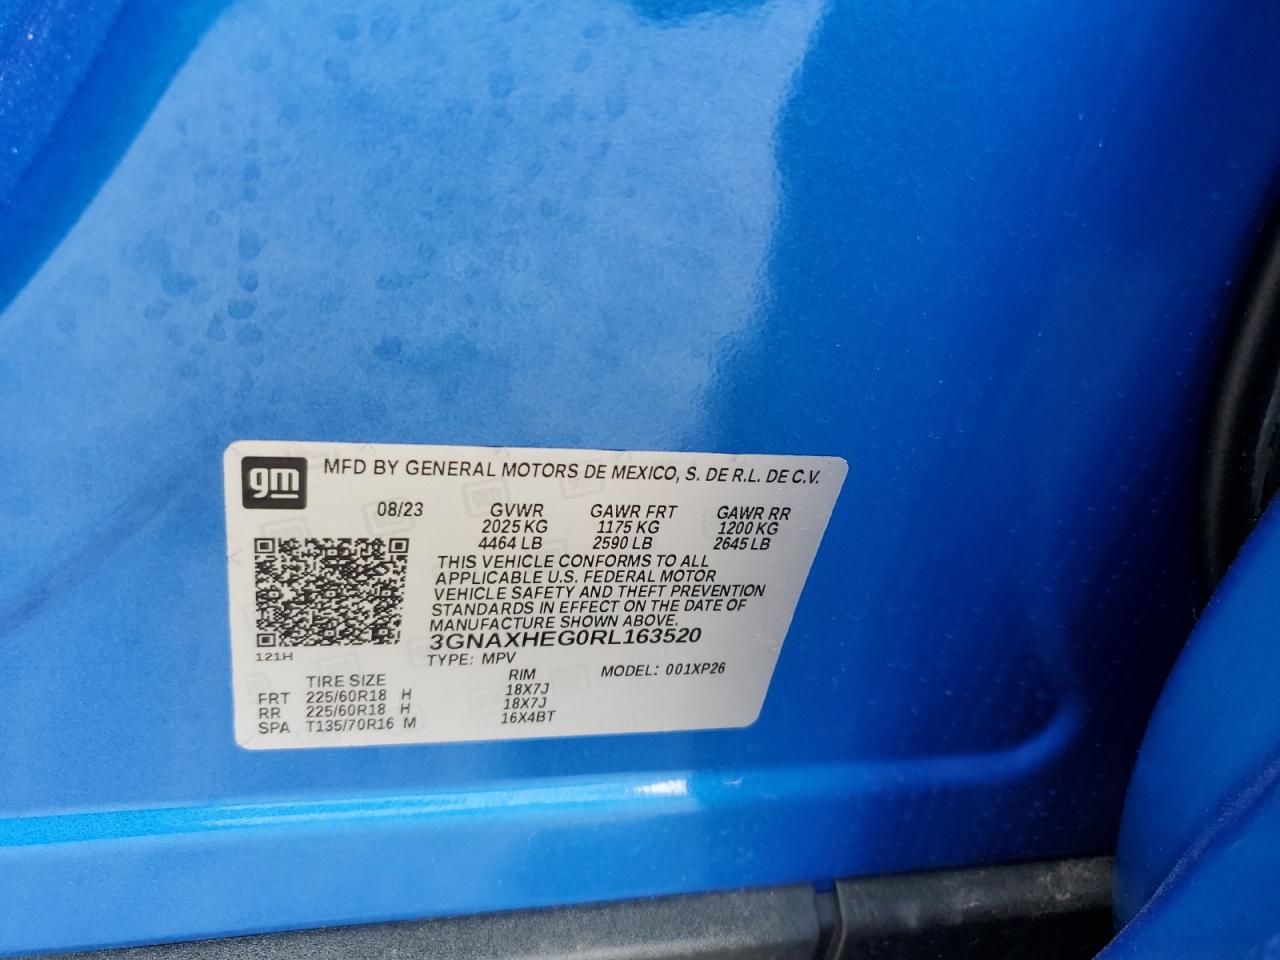 gm MFD BY GENERAL MOTORS DE MEXICO, S. DE R.L. DE C.V.
08/23 GVWR GAWR FRT GAWR RR
2025 KG 1175 KG 1200 KG
4464 LB 2590 LB 2645 LB
THIS VEHICLE CONFORMS TO ALL
APPLICABLE U.S. FEDERAL MOTOR
VEHICLE SAFETY AND THEFT PREVENTION
STANDARDS IN EFFECT ON THE DATE OF
MANUFACTURE SHOWN ABOVE.
3GNAXHEG0RL163520
121H
TYPE: MPV MODEL: 001XP26
TIRE SIZE RIM
FRT 225/60R18 H 18X7J
RR 225/60R18 H 18X7J
SPA T135/70R16 M 16X4BT